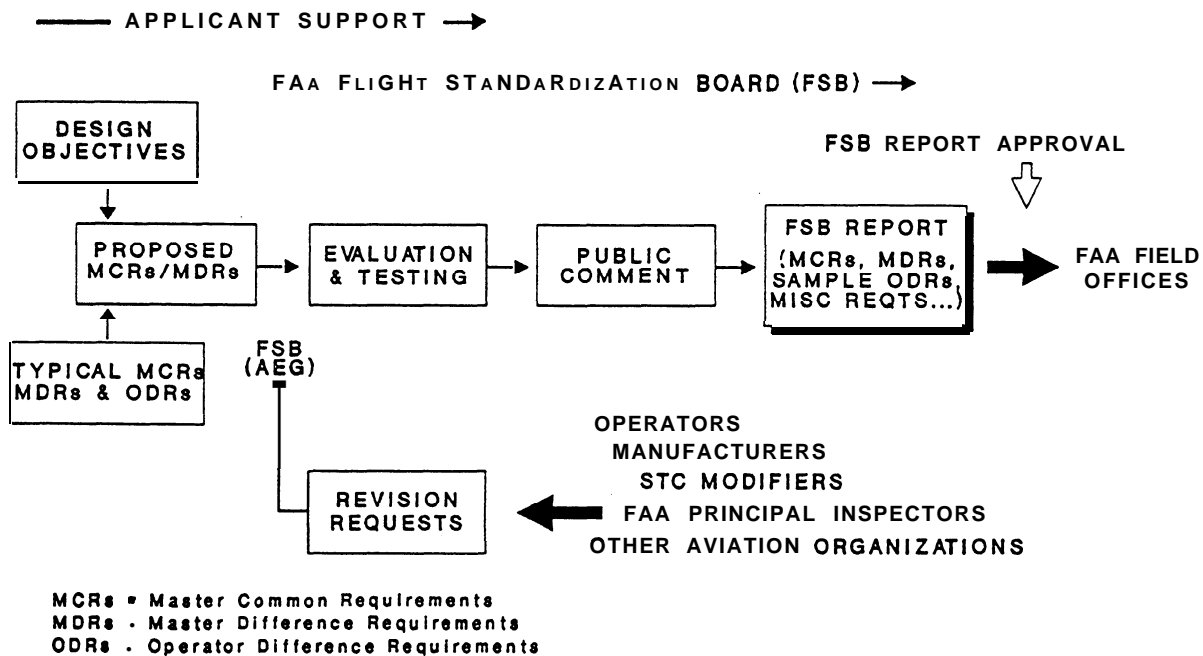 APPLICANT SUPPORT
FAA FLIGHT STANDARDIZATION BOARD (FSB)
DESIGN
OBJECTIVES
FSB REPORT APPROVAL
PROPOSED
MCRs/MDRs
EVALUATION
& TESTING
PUBLIC
COMMENT
FSB REPORT
(MCRs, MDRs,
SAMPLE ODRs,
MISC REQTS...)
FAA FIELD
OFFICES
TYPICAL MCRs
MDRs & ODRs
FSB
(AEG)
REVISION
REQUESTS
OPERATORS
MANUFACTURERS
STC MODIFIERS
FAA PRINCIPAL INSPECTORS
OTHER AVIATION ORGANIZATIONS
MCRs = Master Common Requirements
MDRs - Master Difference Requirements
ODRs - Operator Difference Requirements